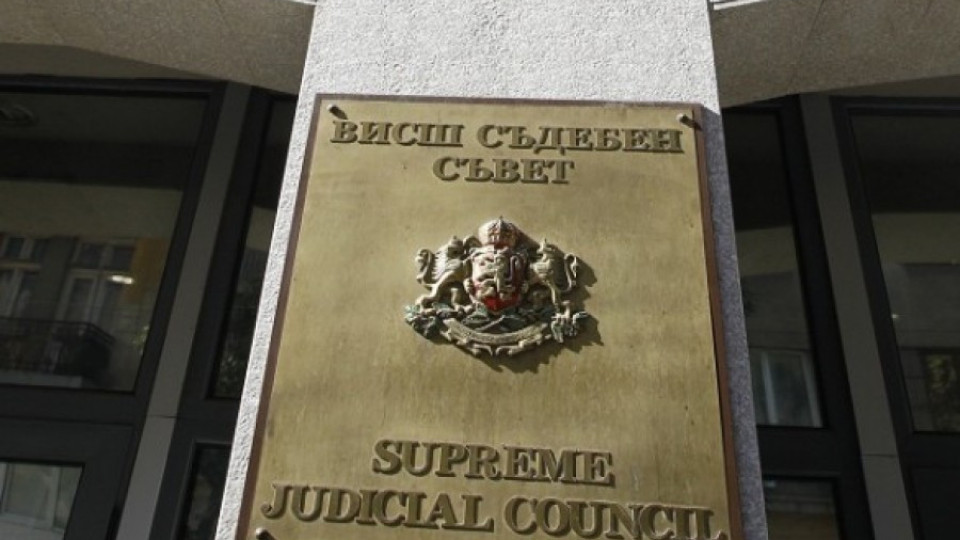 ВИСШ СЪДЕБЕН
СЪВЕТ
SUPREME
JUDICIAL COUNCIL